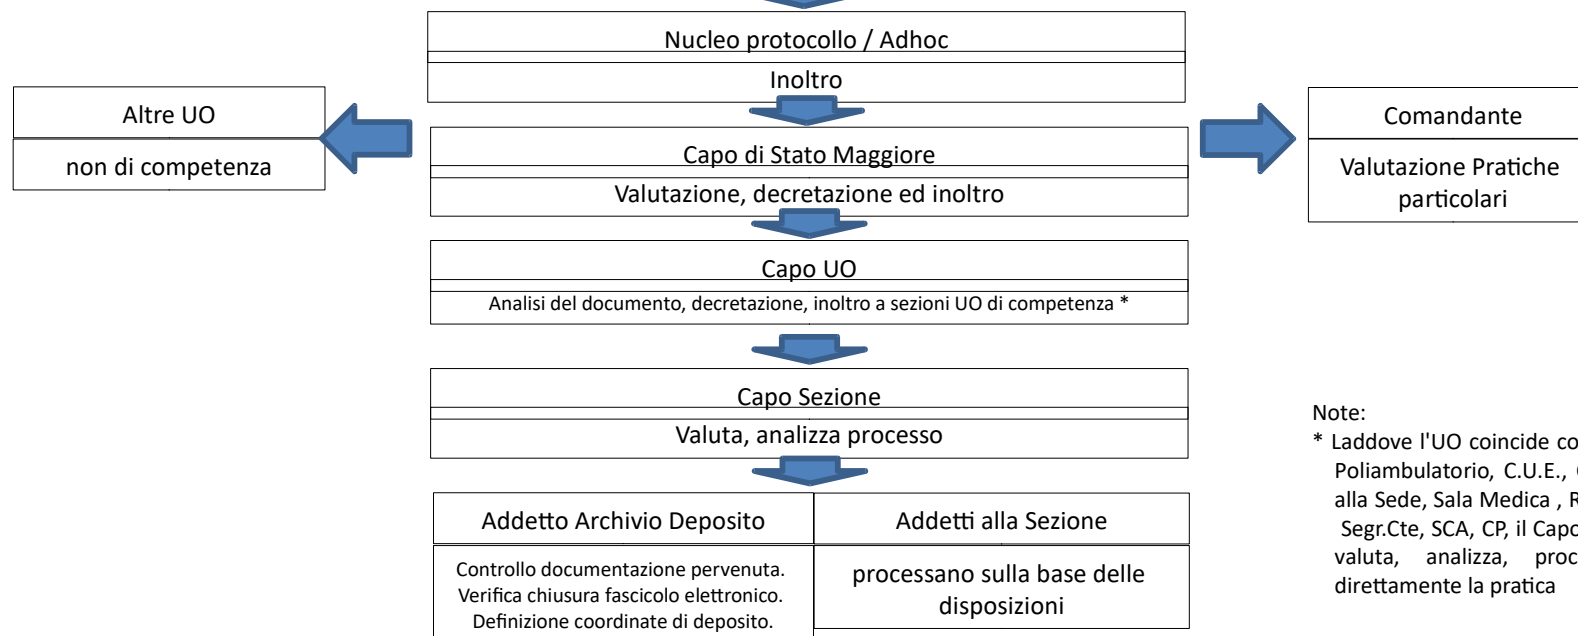 Nucleo protocollo / Adhoc
Inoltro
Altre UO
non di competenza
Capo di Stato Maggiore
Valutazione, decretazione ed inoltro
Comandante
Valutazione Pratiche
particolari
Capo UO
Analisi del documento, decretazione, inoltro a sezioni UO di competenza *
Capo Sezione
Valuta, analizza processo
Addetto Archivio Deposito
Controllo documentazione pervenuta.
Verifica chiusura fascicolo elettronico.
Definizione coordinate di deposito.
Addetti alla Sezione
processano sulla base delle
disposizioni
Note:
* Laddove l'UO coincide
Poliambulatorio, C.U.E.,
alla Sede, Sala Medica ,
Segr.Cte, SCA, CP, il Capo
valuta, analizza,
direttamente la pratica